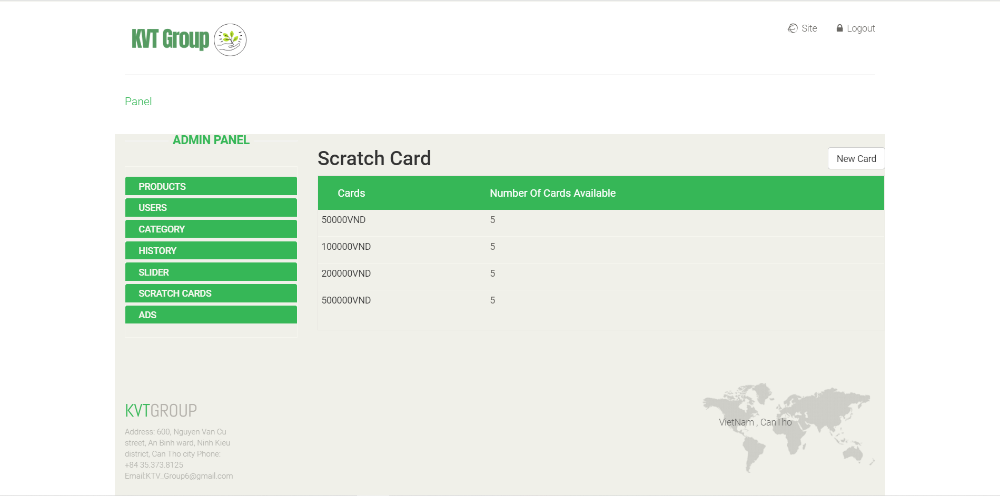 KVT Group
Site
Logout
Panel
ADMIN PANEL
Scratch Card
New Card
PRODUCTS
USERS
CATEGORY
HISTORY
SLIDER
SCRATCH CARDS
ADS
Cards Number Of Cards Available
50000VND 5
100000VND 5
200000VND 5
500000VND 5
KVTGROUP
Address: 600, Nguyen Van Cu
street, An Binh ward, Ninh Kieu
district, Can Tho city Phone:
+84 35.373.8125
Email:KTV_Group6@gmail.com
VietNam , CanTho